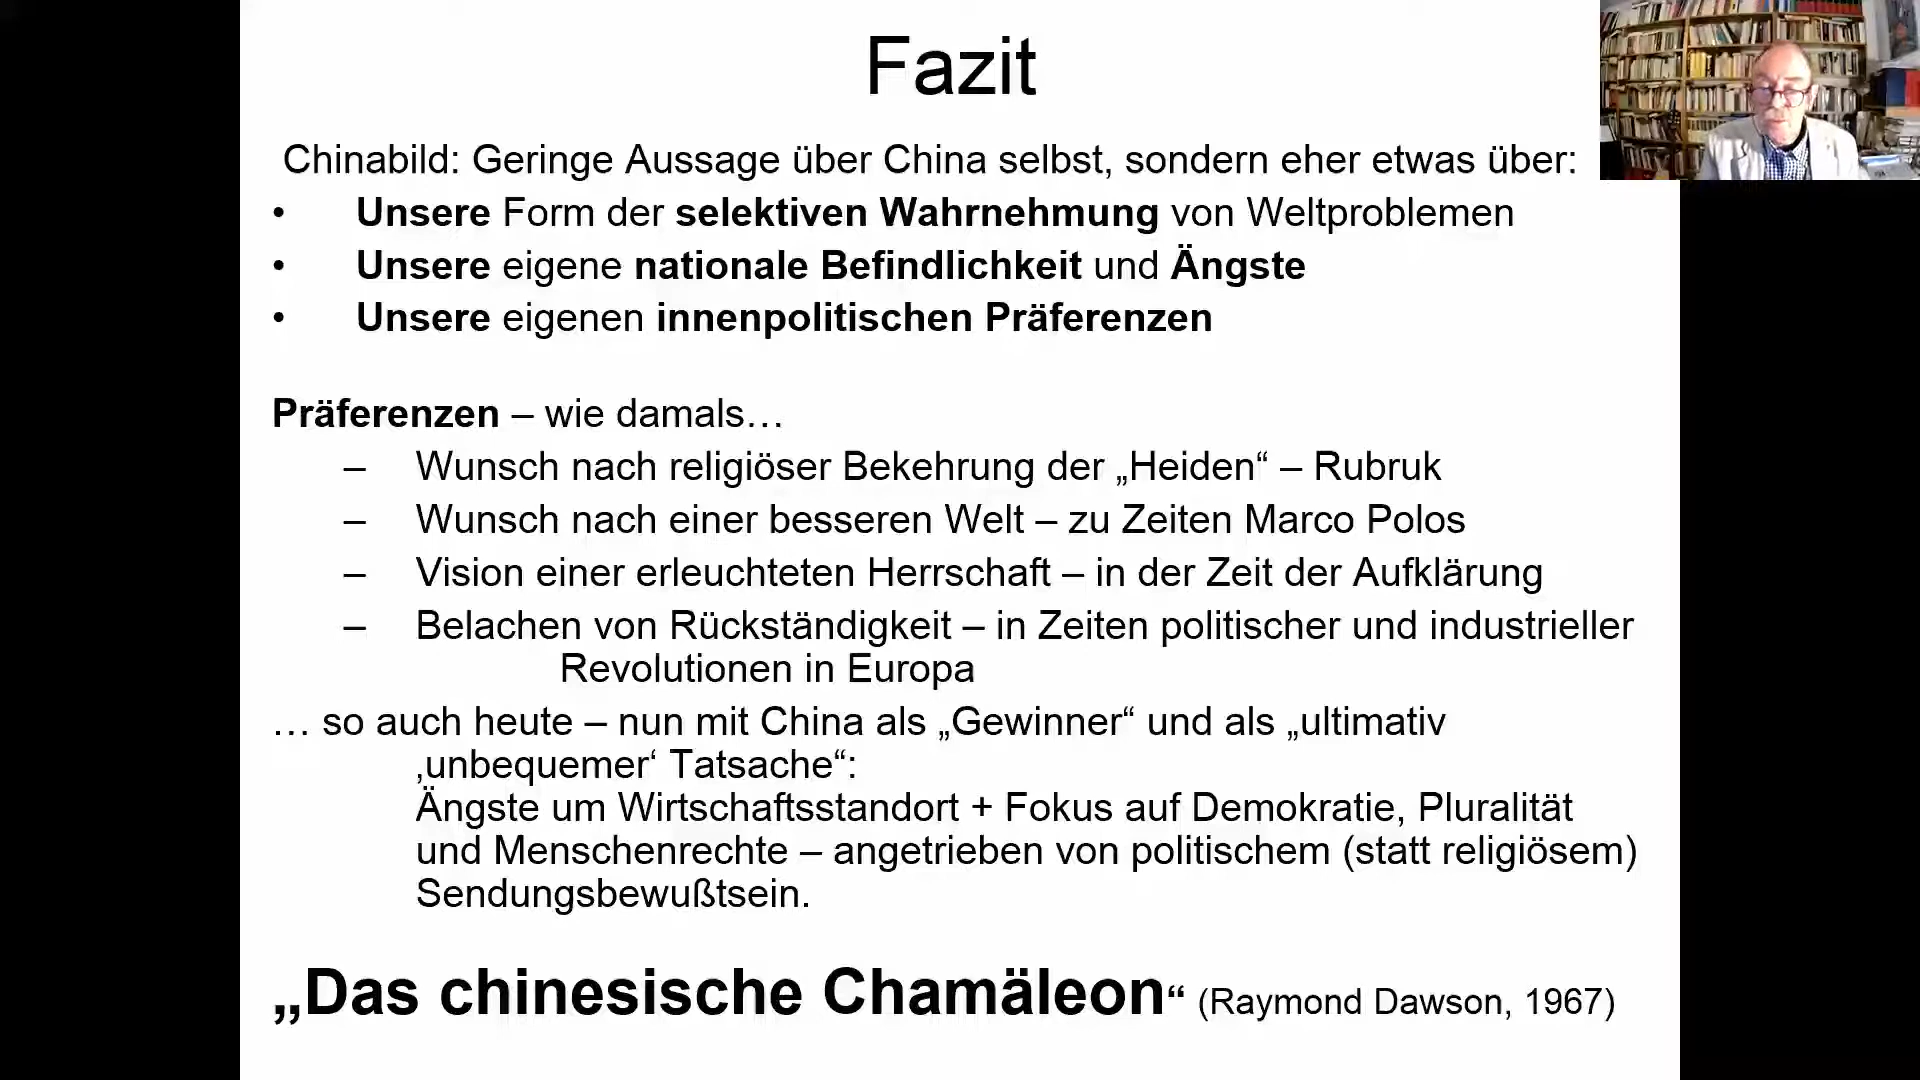 Fazit
Chinabild: Geringe Aussage über China selbst, sondern eher etwas über:
• Unsere Form der selektiven Wahrnehmung von Weltproblemen
• Unsere eigene nationale Befindlichkeit und Ängste
• Unsere eigenen innenpolitischen Präferenzen
Präferenzen – wie damals…
– Wunsch nach religiöser Bekehrung der „Heiden“ – Rubruk
– Wunsch nach einer besseren Welt – zu Zeiten Marco Polos
– Vision einer erleuchteten Herrschaft – in der Zeit der Aufklärung
– Belachen von Rückständigkeit – in Zeiten politischer und industrieller
Revolutionen in Europa
… so auch heute – nun mit China als „Gewinner“ und als „ultimativ
‚unbequemer‘ Tatsache“:
Ängste um Wirtschaftsstandort + Fokus auf Demokratie, Pluralität
und Menschenrechte – angetrieben von politischem (statt religiösem)
Sendungsbewußtsein.
„Das chinesische Chamäleon“ (Raymond Dawson, 1967)